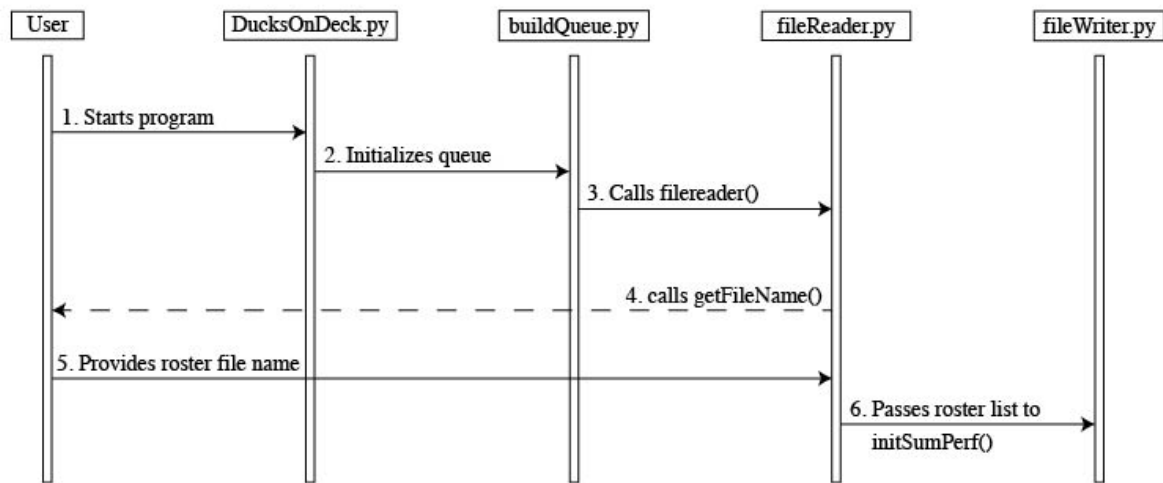 User
DucksOnDeck.py
buildQueue.py
fileReader.py
fileWriter.py
1. Starts program
2. Initializes queue
3. Calls filereader()
4. calls getFileName()
5. Provides roster file name
6. Passes roster list to
initSumPerf()